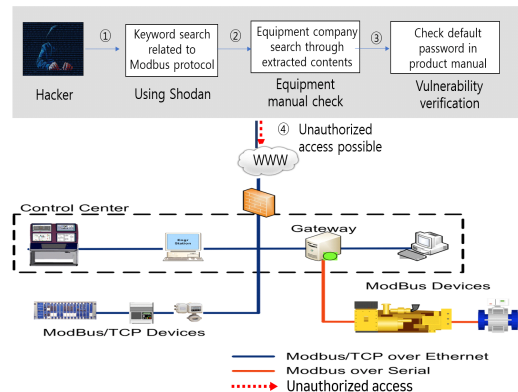 ①
Keyword search
related to
Modbus protocol
②
Equipment company
search through
extracted contents
③
Check default
password in
product manual
Hacker
Using Shodan
Equipment
manual check
Vulnerability
verification
④ Unauthorized
access possible
WWW
Control Center
Engr
Station
Gateway
ModBus Devices
ModBus/TCP Devices
Modbus/TCP over Ethernet
Modbus over Serial
Unauthorized access